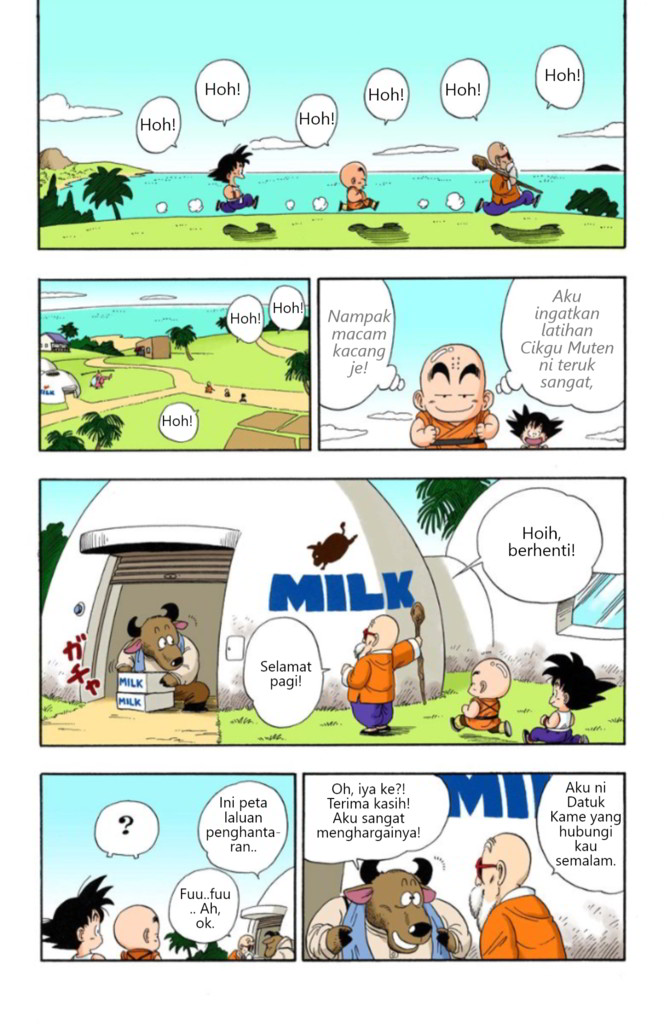 Hoh!
Hoh!
Hoh!
Hoh!
Hoh!
Hoh!
Aku
ingatkan
latihan
Cikgu Muten
ni teruk
sangat,
Nampak
macam
kacang
je!
Hoh!
Hoh!
Hoh!
ILK
Hoih,
berhenti!
MILK
Selamat
pagi!
ガチャ
MILK
MILK
Aku ni
Datuk
Kame yang
hubungi
kau
semalam.
MI
Oh, iya ke?!
Terima kasih!
Aku sangat
menghargainya!
Ini peta
laluan
penghanta-
ran..
Fuu..fuu
.. Ah,
ok.
?